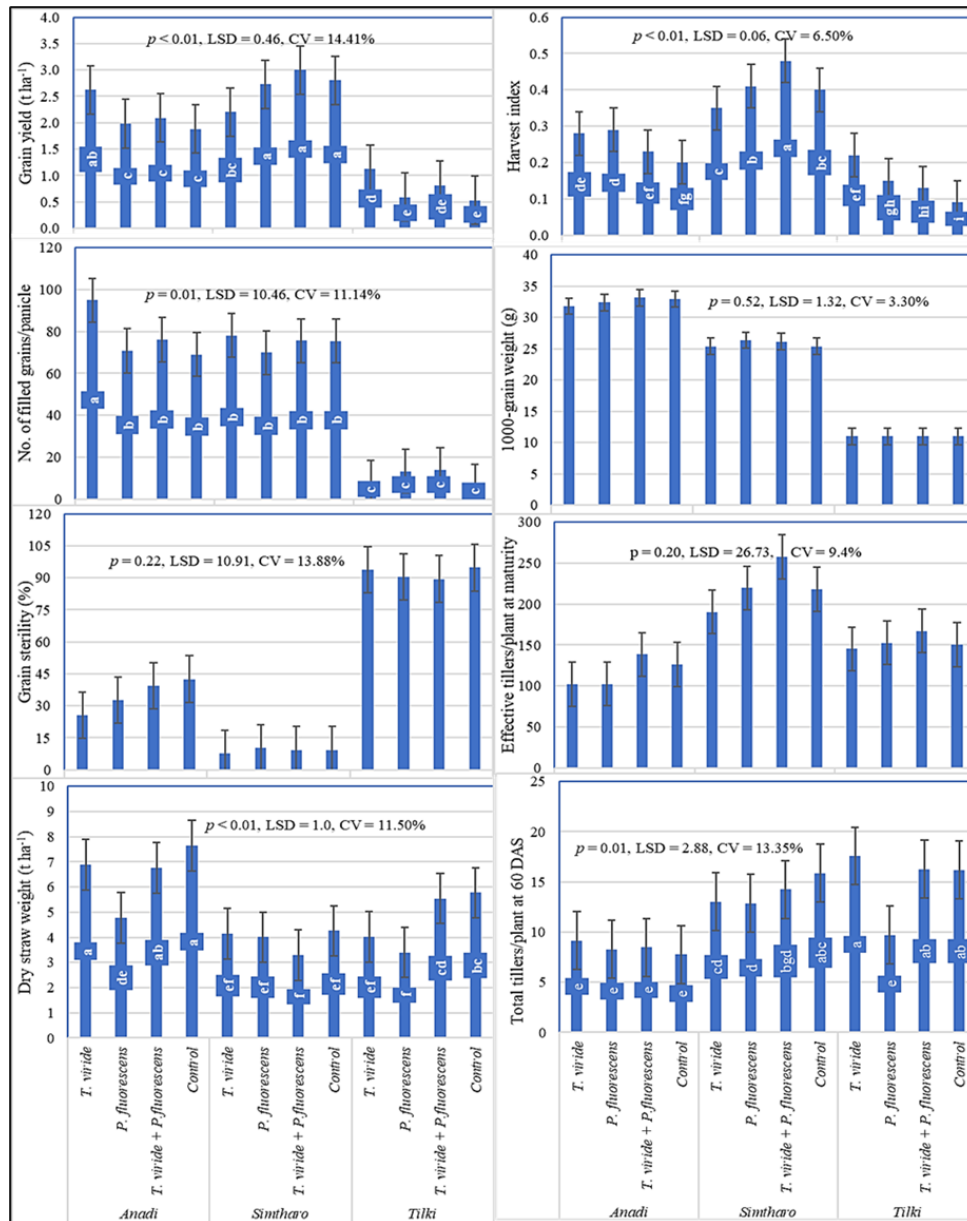 Grain yield (t ha-1)
4.0
3.5
3.0
2.5
2.0
1.5
1.0
0.5
0.0
p < 0.01, LSD = 0.46, CV = 14.41%
ab
c
c
c
bc
a
a
a
d
e
de
e
Harvest index
0.6
0.5
0.4
0.3
0.2
0.1
0.0
p < 0.01, LSD = 0.06, CV = 6.50%
de
d
ef
fg
c
b
a
bc
ef
gh
hi
i
No. of filled grains/panicle
120
100
80
60
40
20
0
p = 0.01, LSD = 10.46, CV = 11.14%
a
b
b
b
b
b
b
b
c
c
c
c
1000-grain weight (g)
40
35
30
25
20
15
10
5
0
p = 0.52, LSD = 1.32, CV = 3.30%
Grain sterility (%)
120
105
90
75
60
45
30
15
0
p = 0.22, LSD = 10.91, CV = 13.88%
Effective tillers/plant at maturity
300
250
200
150
100
50
0
p = 0.20, LSD = 26.73, CV = 9.4%
Dry straw weight (t ha-1)
10
9
8
7
6
5
4
3
2
1
0
p < 0.01, LSD = 1.0, CV = 11.50%
a
de
ab
a
ef
ef
f
ef
ef
f
cd
bc
Total tillers/plant at 60 DAS
25
20
15
10
5
0
p = 0.01, LSD = 2.88, CV = 13.35%
e
e
e
e
cd
d
bgd
abc
a
e
ab
ab
T. viride
P. fluorescens
T. viride + P.fluorescens
Control
T. viride
P. fluorescens
T. viride + P.fluorescens
Control
T. viride
P. fluorescens
T. viride + P.fluorescens
Control
Anadi
Simtharo
Tilki
T. viride
P. fluorescens
T. viride + P.fluorescens
Control
T. viride
P. fluorescens
T. viride + P.fluorescens
Control
T. viride
P. fluorescens
T. viride + P.fluorescens
Control
Anadi
Simtharo
Tilki